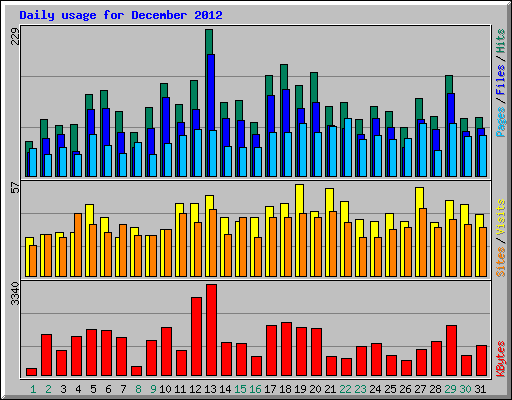 Daily usage for December 2012
229
Pages / Files / Hits
57
Sites / Visits
3340
KBytes
1 2 3 4 5 6 7 8 9 10 11 12 13 14 15 16 17 18 19 20 21 22 23 24 25 26 27 28 29 30 31